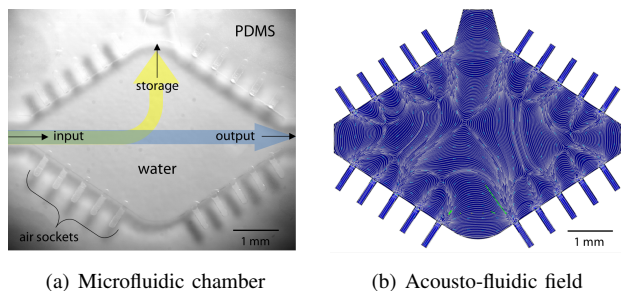 PDMS
storage
input
output
water
air sockets
1 mm
1 mm
(a) Microfluidic chamber
(b) Acousto-fluidic field